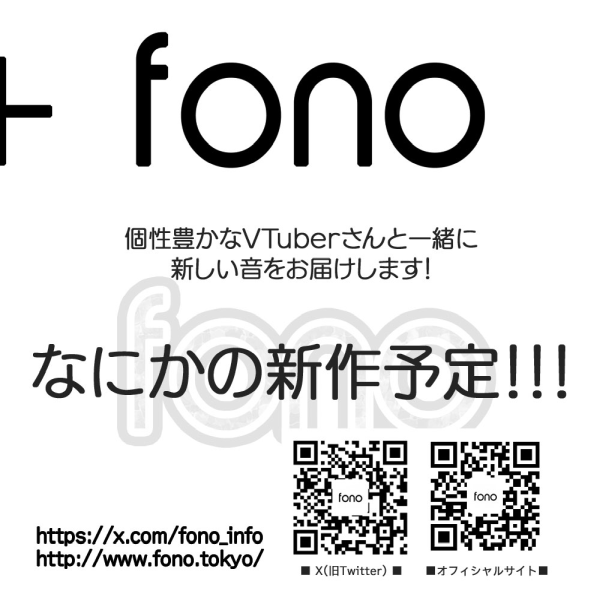 + fono
個性豊かなVTuberさんと一緒に
新しい音をお届けします!
fono
なにかの新作予定!!!
fono
fono
https://x.com/fono_info
http://www.fono.tokyo/
■ X(旧Twitter) ■
■オフィシャルサイト■